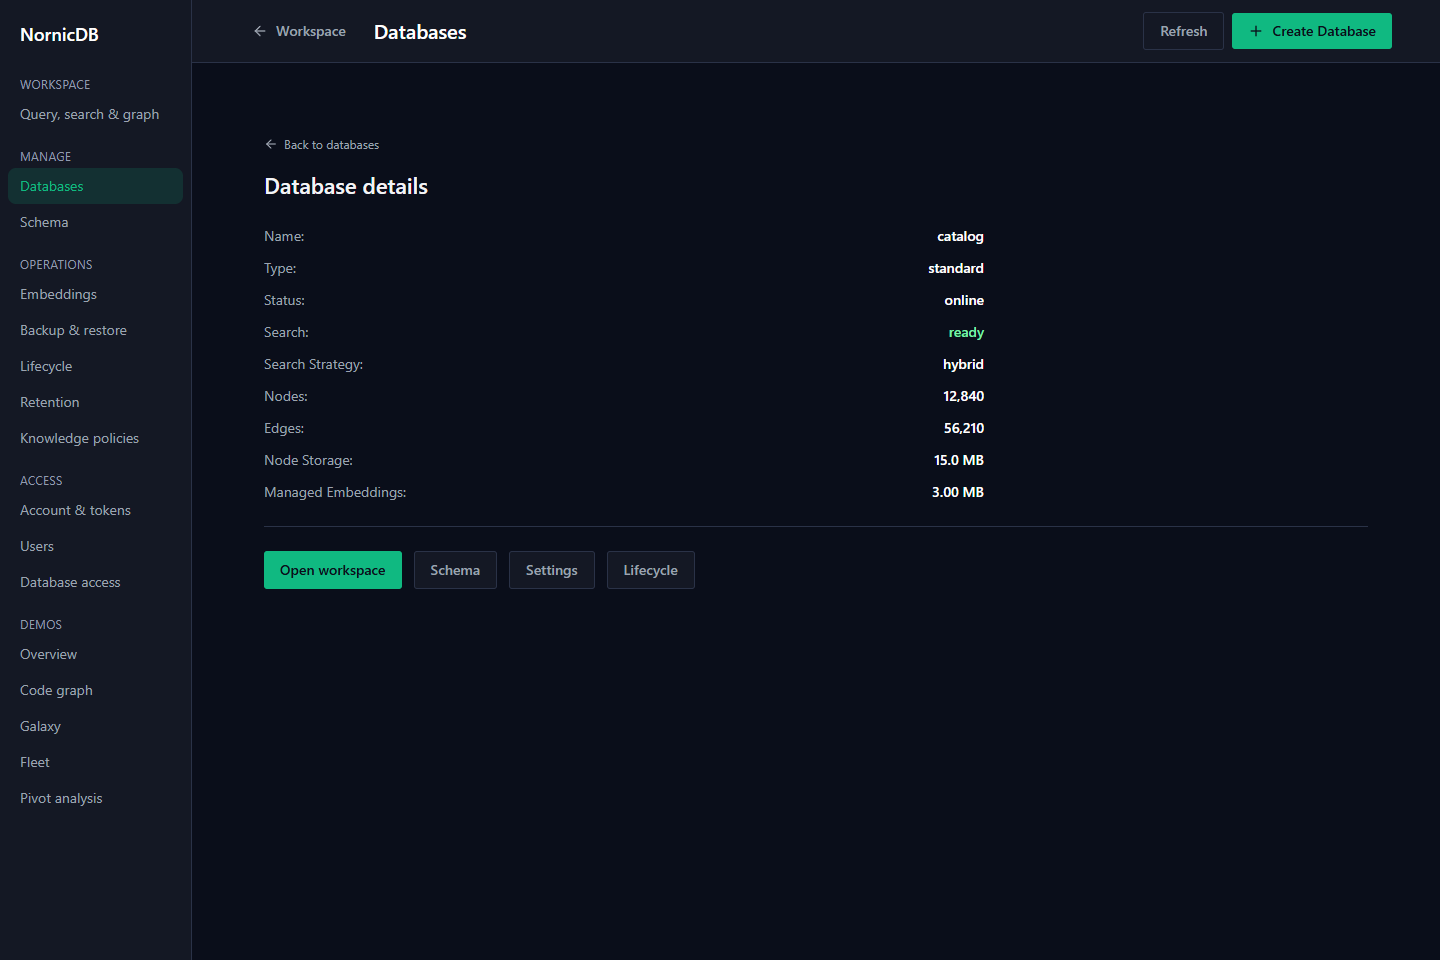 NornicDB
WORKSPACE
Query, search & graph
MANAGE
Databases
Schema
OPERATIONS
Embeddings
Backup & restore
Lifecycle
Retention
Knowledge policies
ACCESS
Account & tokens
Users
Database access
DEMOS
Overview
Code graph
Galaxy
Fleet
Pivot analysis
Workspace Databases Refresh Create Database
Back to databases
Database details
Name: catalog
Type: standard
Status: online
Search: ready
Search Strategy: hybrid
Nodes: 12,840
Edges: 56,210
Node Storage: 15.0 MB
Managed Embeddings: 3.00 MB
Open workspace Schema Settings Lifecycle